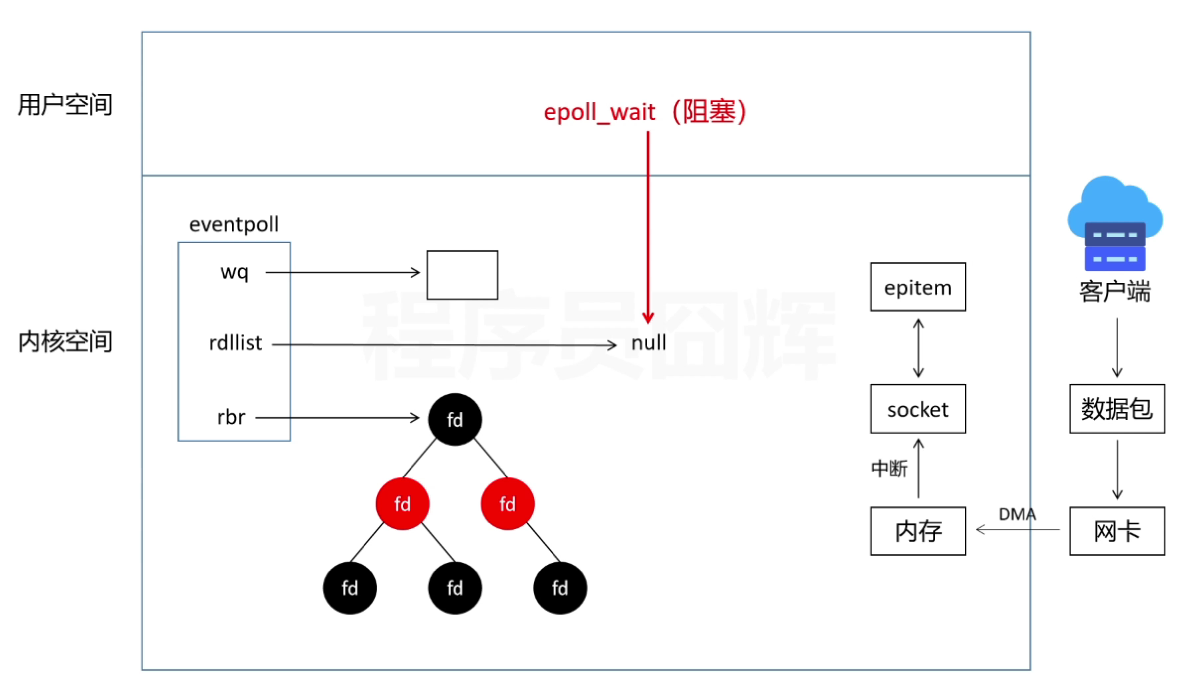 用户空间
epoll_wait（阻塞）
eventpoll
wq
rdllist
null
rbr
fd
fd
fd
fd
fd
fd
内核空间
程序员囧辉
epitem
socket
中断
内存
DMA
客户端
数据包
网卡